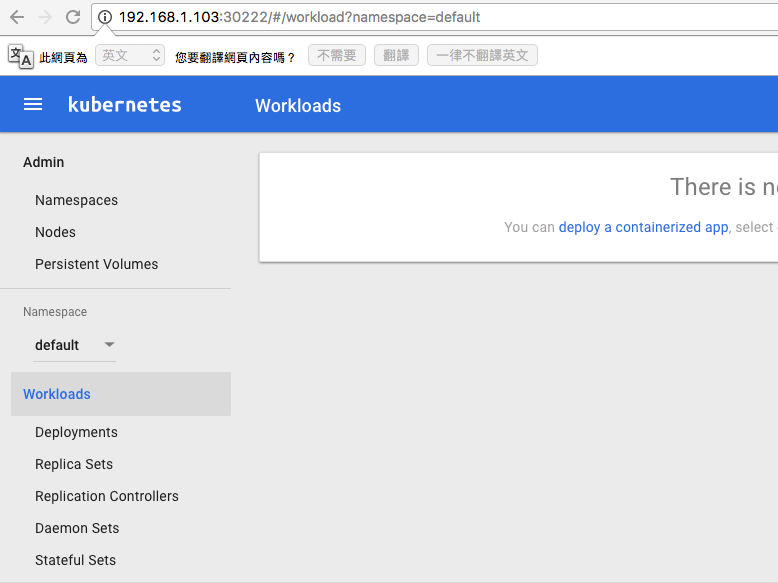 192.168.1.103:30222/#/workload?namespace=default
此網頁為 英文 您要翻譯網頁內容嗎？ 不需要 翻譯 一律不翻譯英文
kubernetes Workloads
Admin
There is n
Namespaces
You can deploy a containerized app, select
Nodes
Persistent Volumes
Namespace
default
Workloads
Deployments
Replica Sets
Replication Controllers
Daemon Sets
Stateful Sets